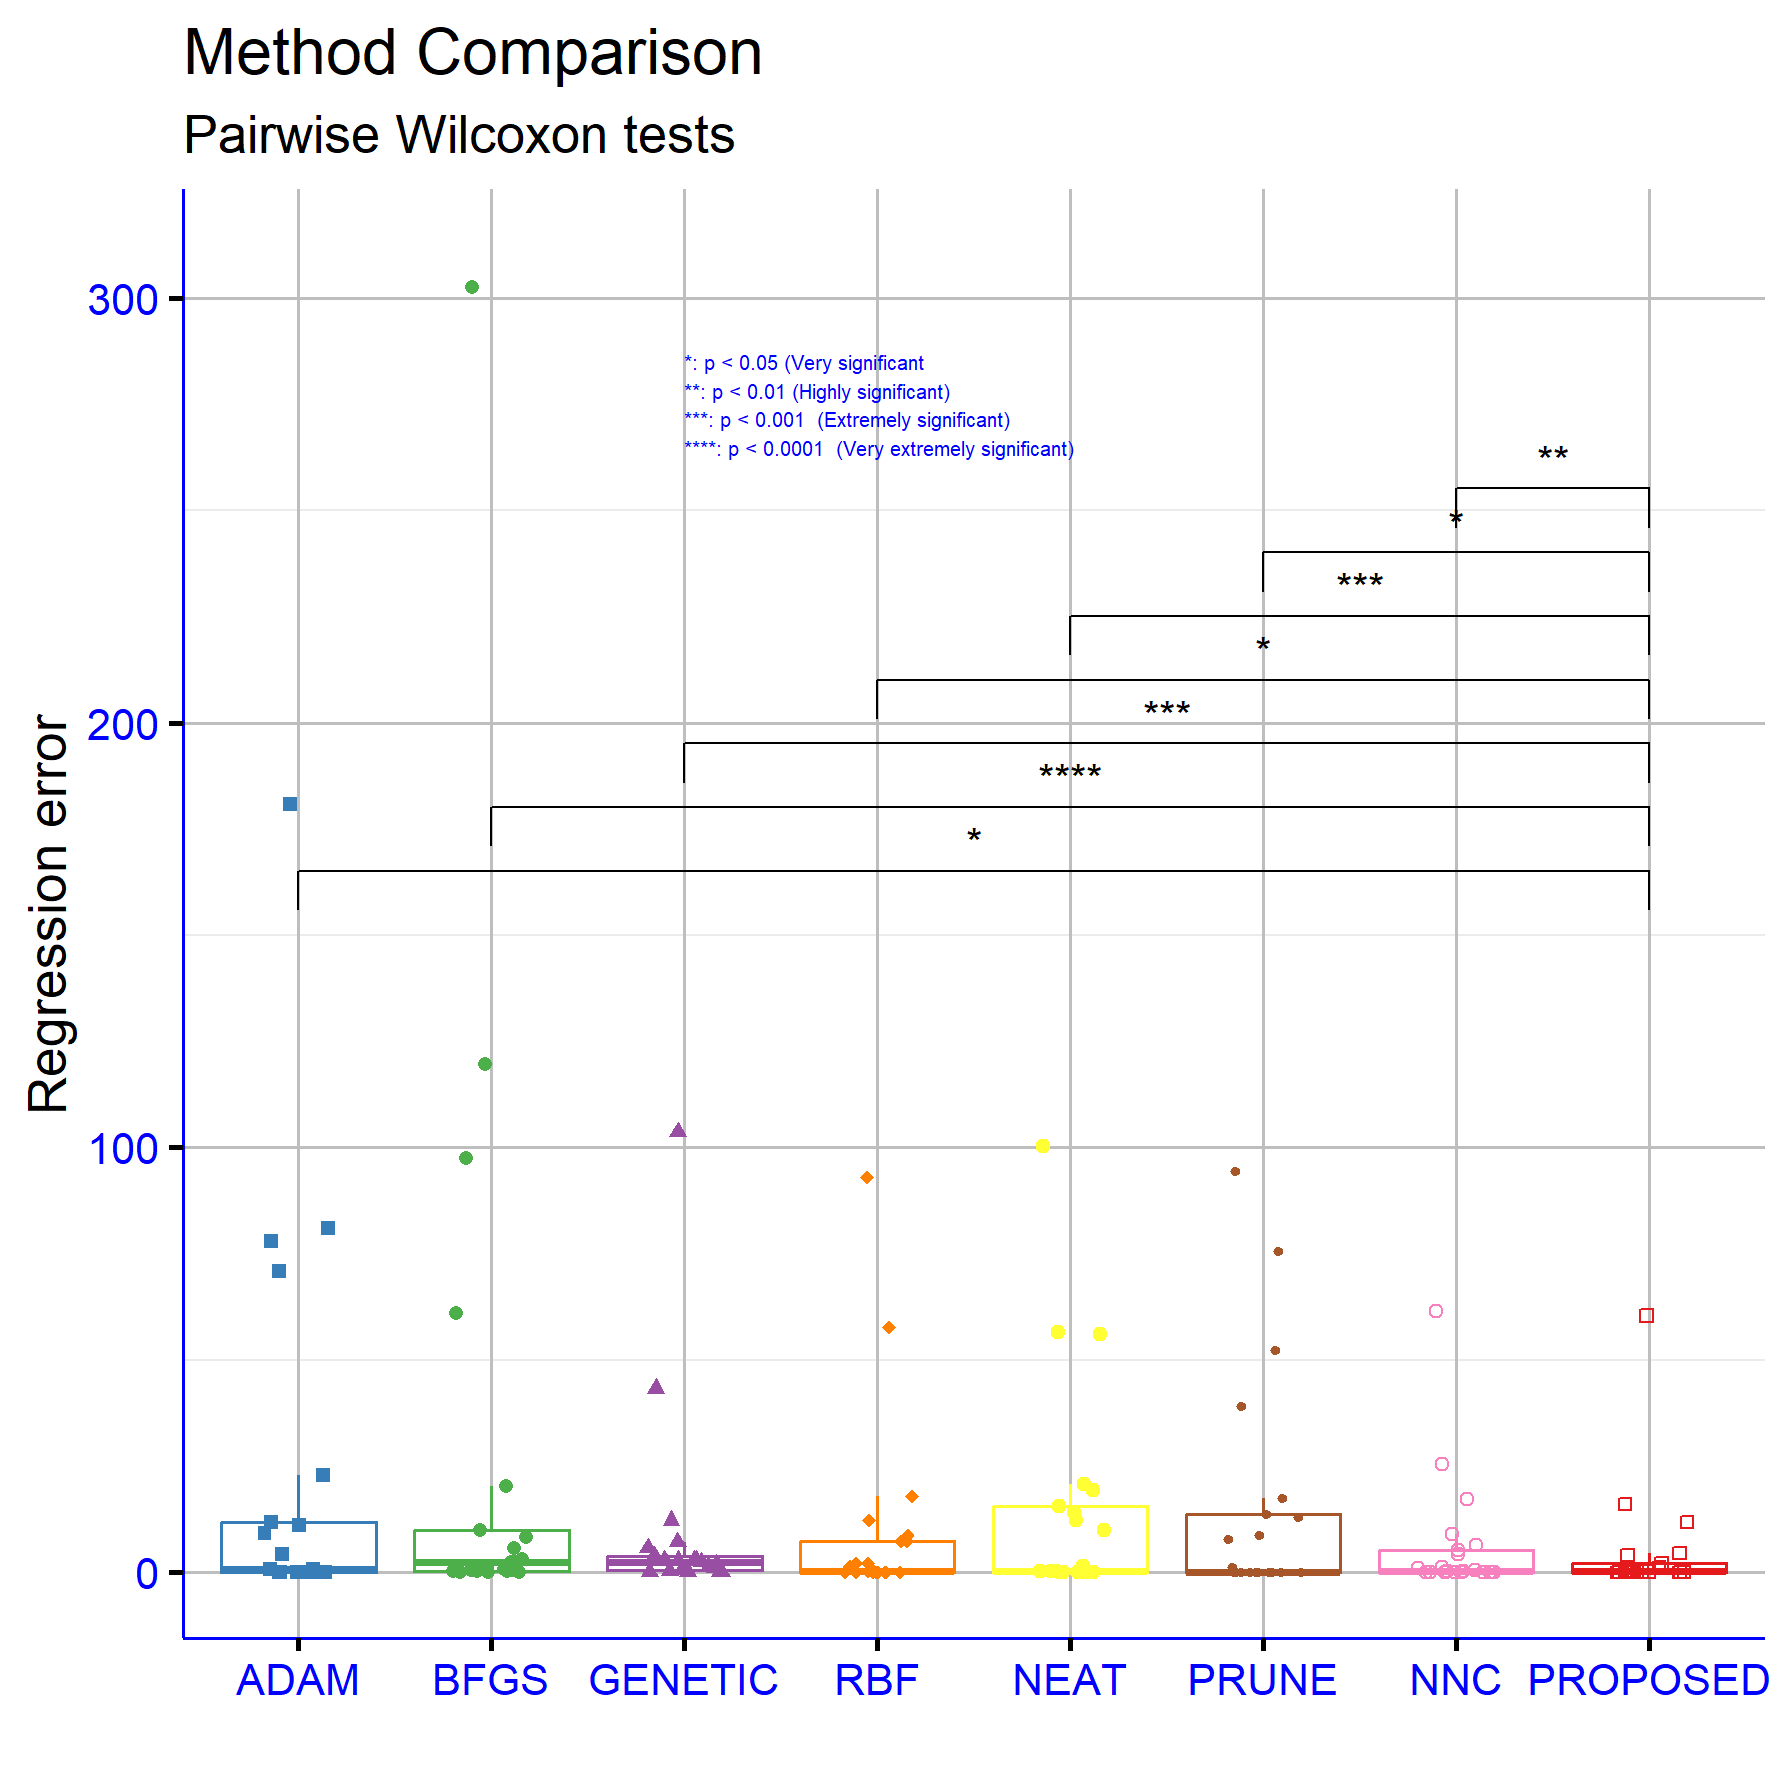 Method Comparison
Pairwise Wilcoxon tests
300
*: p < 0.05 (Very significant
**: p < 0.01 (Highly significant)
***: p < 0.001  (Extremely significant)
****: p < 0.0001  (Very extremely significant)
**
*
***
*
200
***
****
*
Regression error
100
0
ADAM BFGS GENETIC RBF NEAT PRUNE NNC PROPOSED